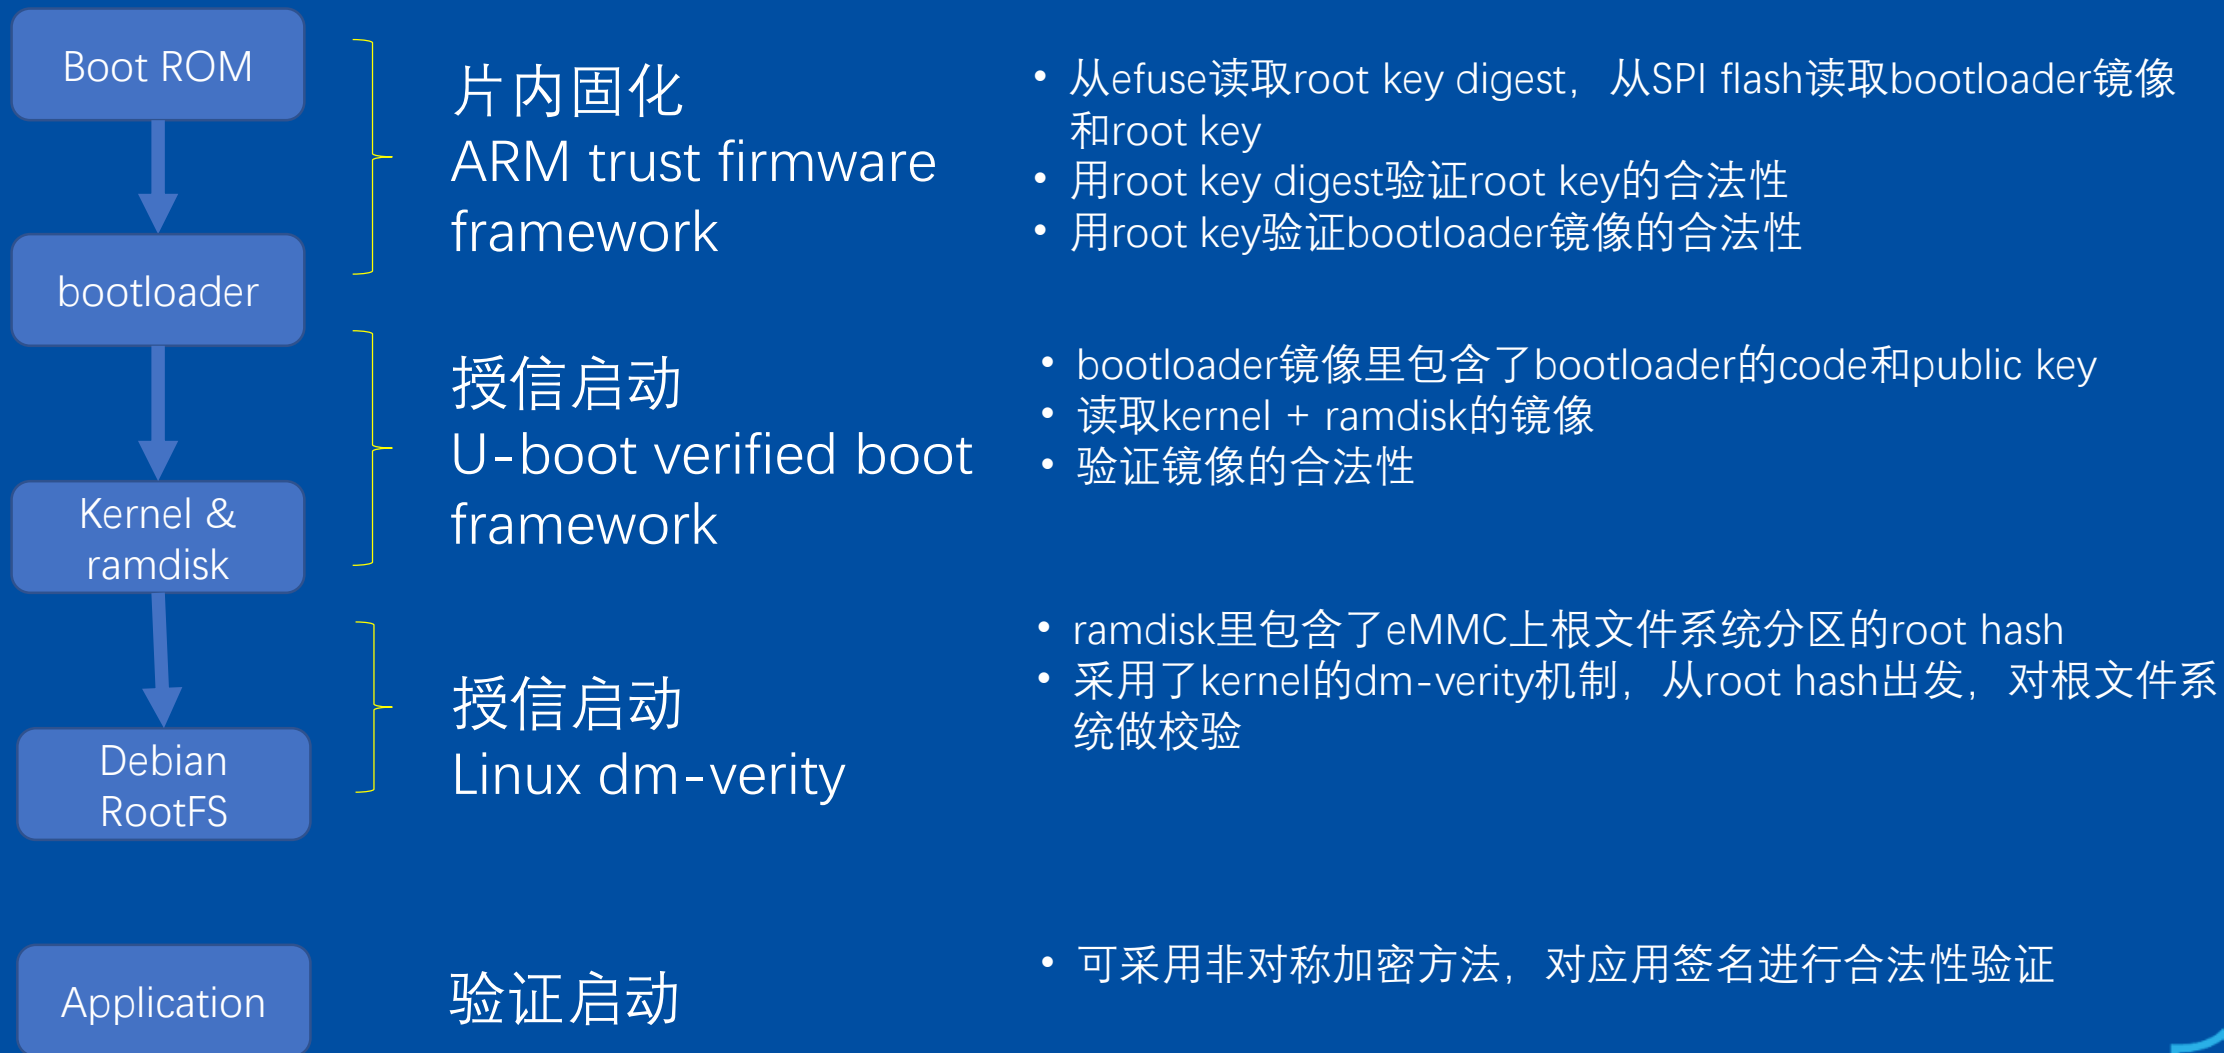 Boot ROM
片内固化
ARM trust firmware
framework
• 从efuse读取root key digest，从SPI flash读取bootloader镜像
和root key
• 用root key digest验证root key的合法性
• 用root key验证bootloader镜像的合法性
bootloader
授信启动
U-boot verified boot
framework
• bootloader镜像里包含了bootloader的code和public key
• 读取kernel + ramdisk的镜像
• 验证镜像的合法性
Kernel &
ramdisk
授信启动
Linux dm-verity
• ramdisk里包含了eMMC上根文件系统分区的root hash
• 采用了kernel的dm-verity机制，从root hash出发，对根文件系
统做校验
Debian
RootFS
Application
验证启动
• 可采用非对称加密方法，对应用签名进行合法性验证